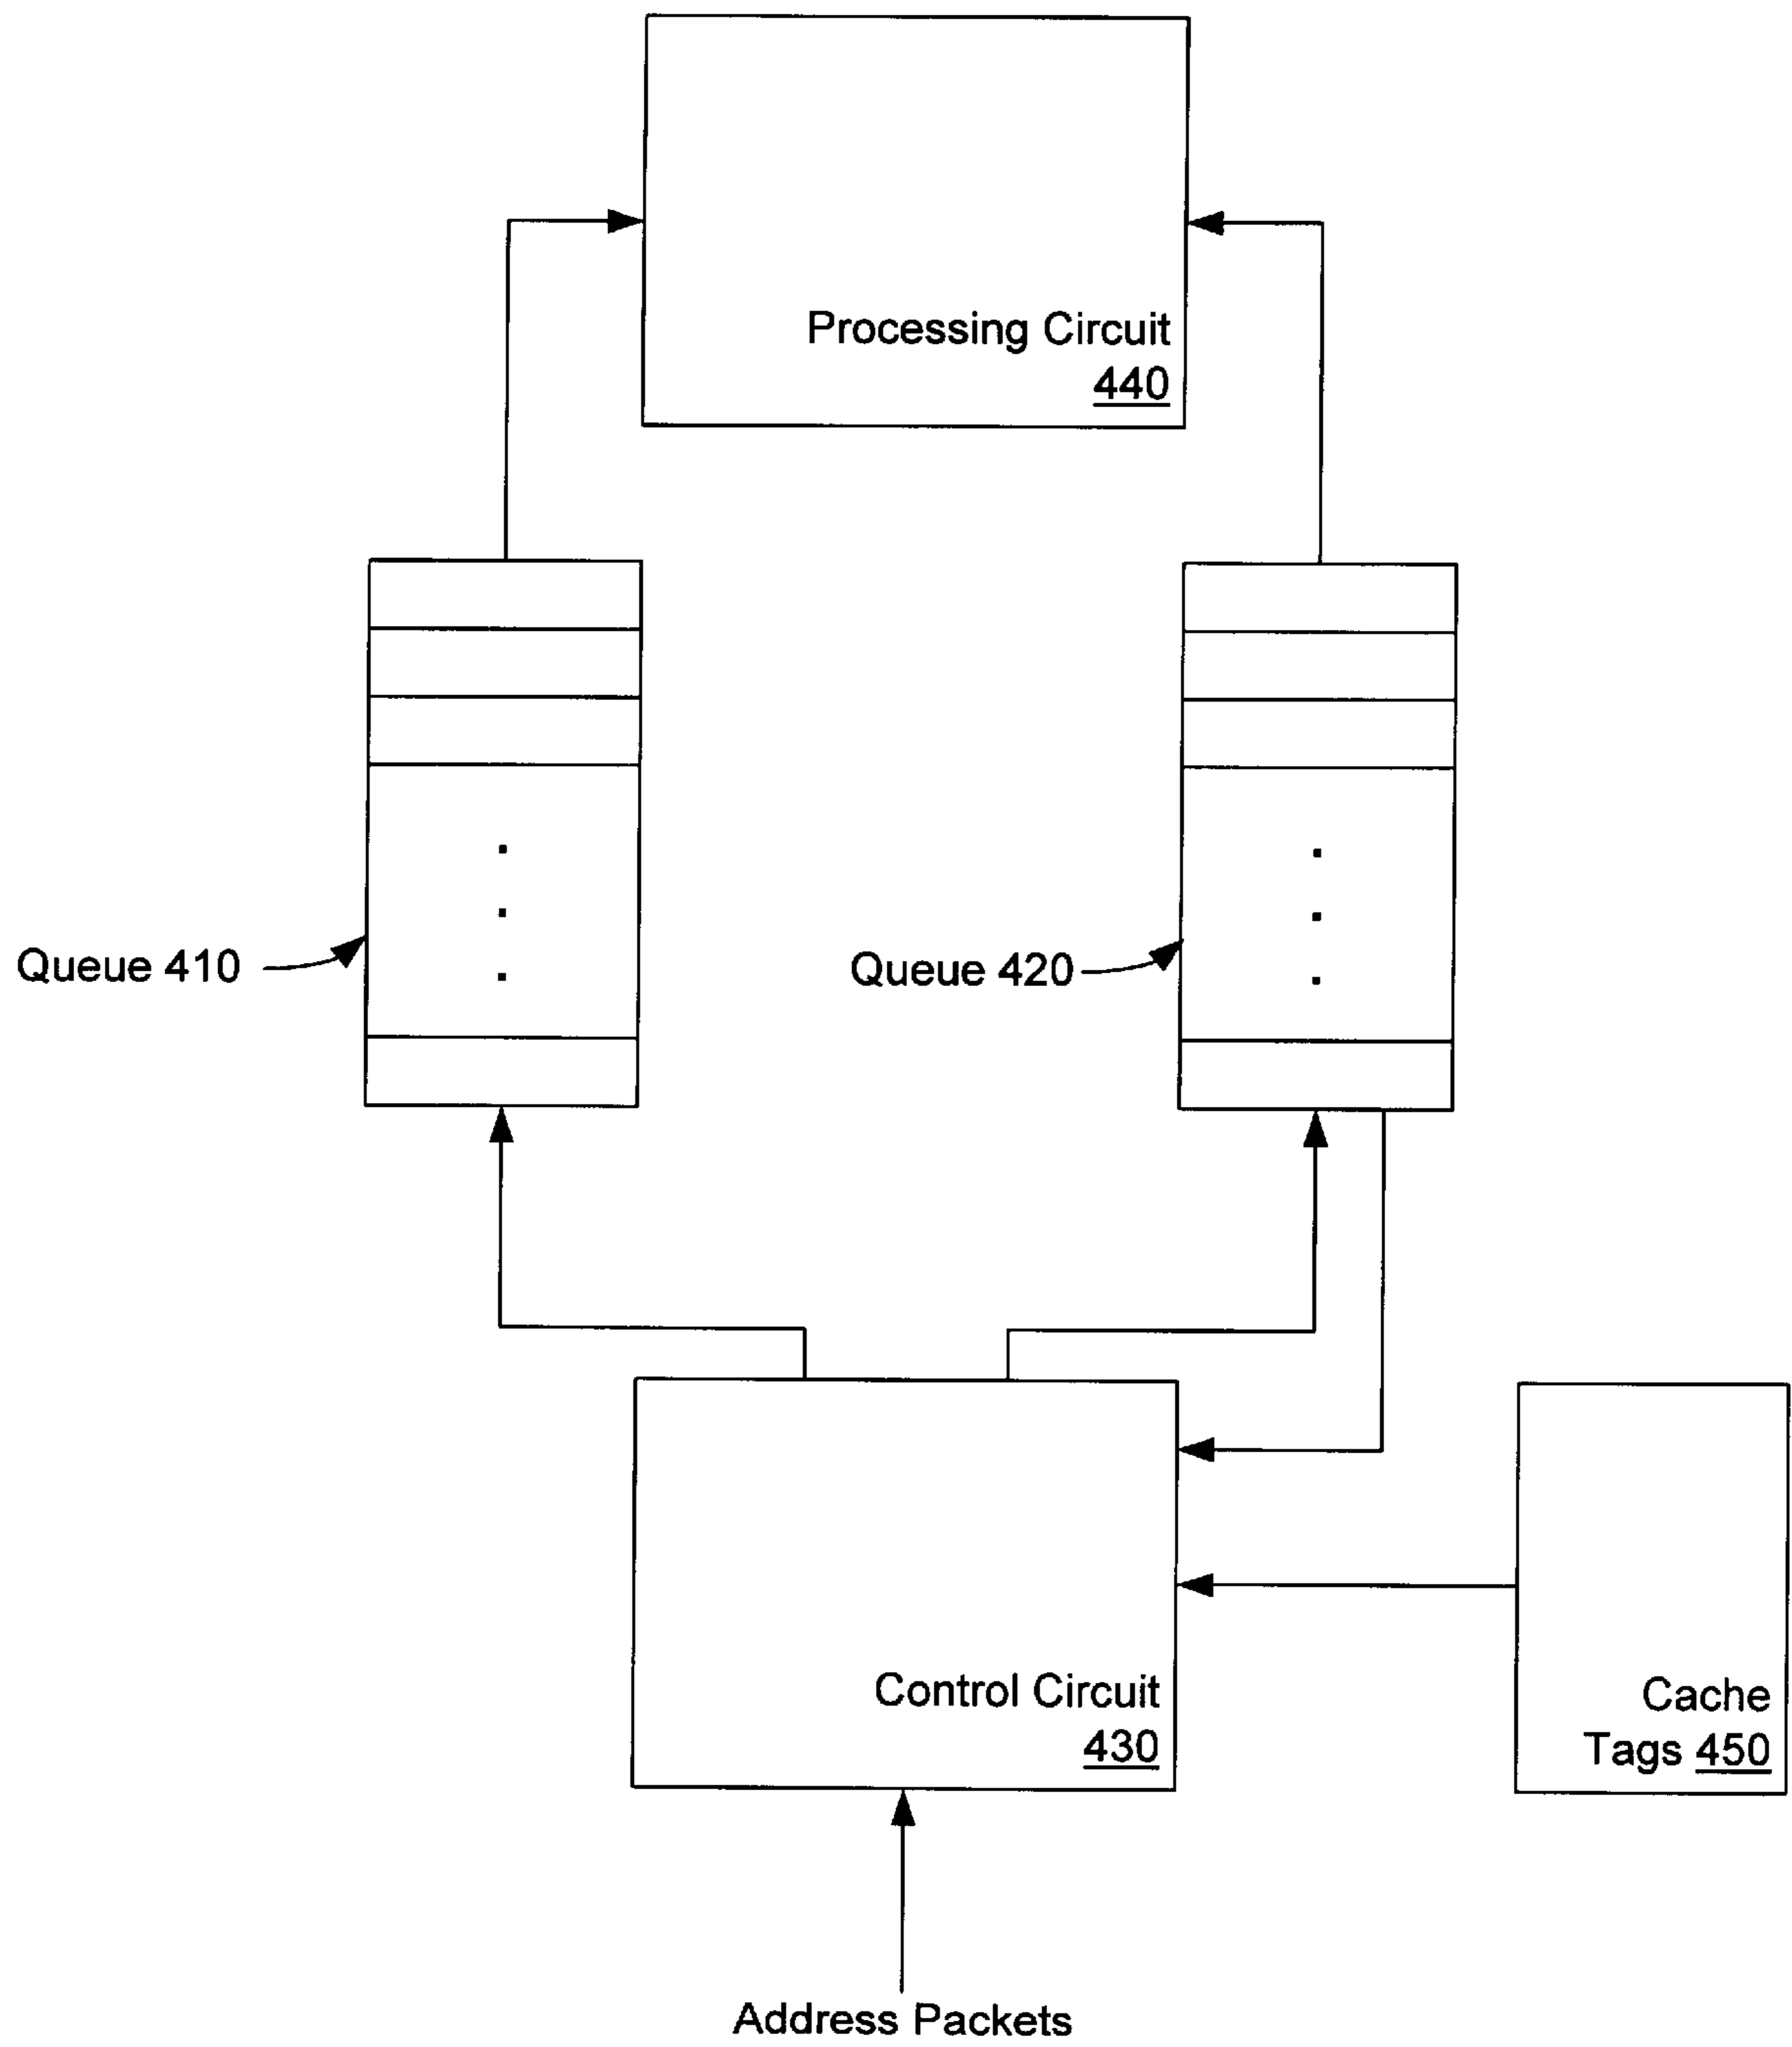 Processing Circuit
440
Queue 410
Queue 420
Control Circuit
430
Cache
Tags 450
Address Packets